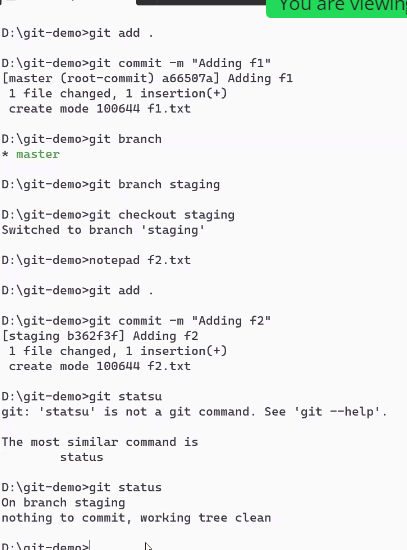 You are viewing
D:\git-demo>git add .
D:\git-demo>git commit -m "Adding f1"
[master (root-commit) a66507a] Adding f1
 1 file changed, 1 insertion(+)
 create mode 100644 f1.txt
D:\git-demo>git branch
* master
D:\git-demo>git branch staging
D:\git-demo>git checkout staging
Switched to branch 'staging'
D:\git-demo>notepad f2.txt
D:\git-demo>git add .
D:\git-demo>git commit -m "Adding f2"
[staging b362f3f] Adding f2
 1 file changed, 1 insertion(+)
 create mode 100644 f2.txt
D:\git-demo>git statsu
git: 'statsu' is not a git command. See 'git --help'.
The most similar command is
        status
D:\git-demo>git status
On branch staging
nothing to commit, working tree clean
D:\git-demo>